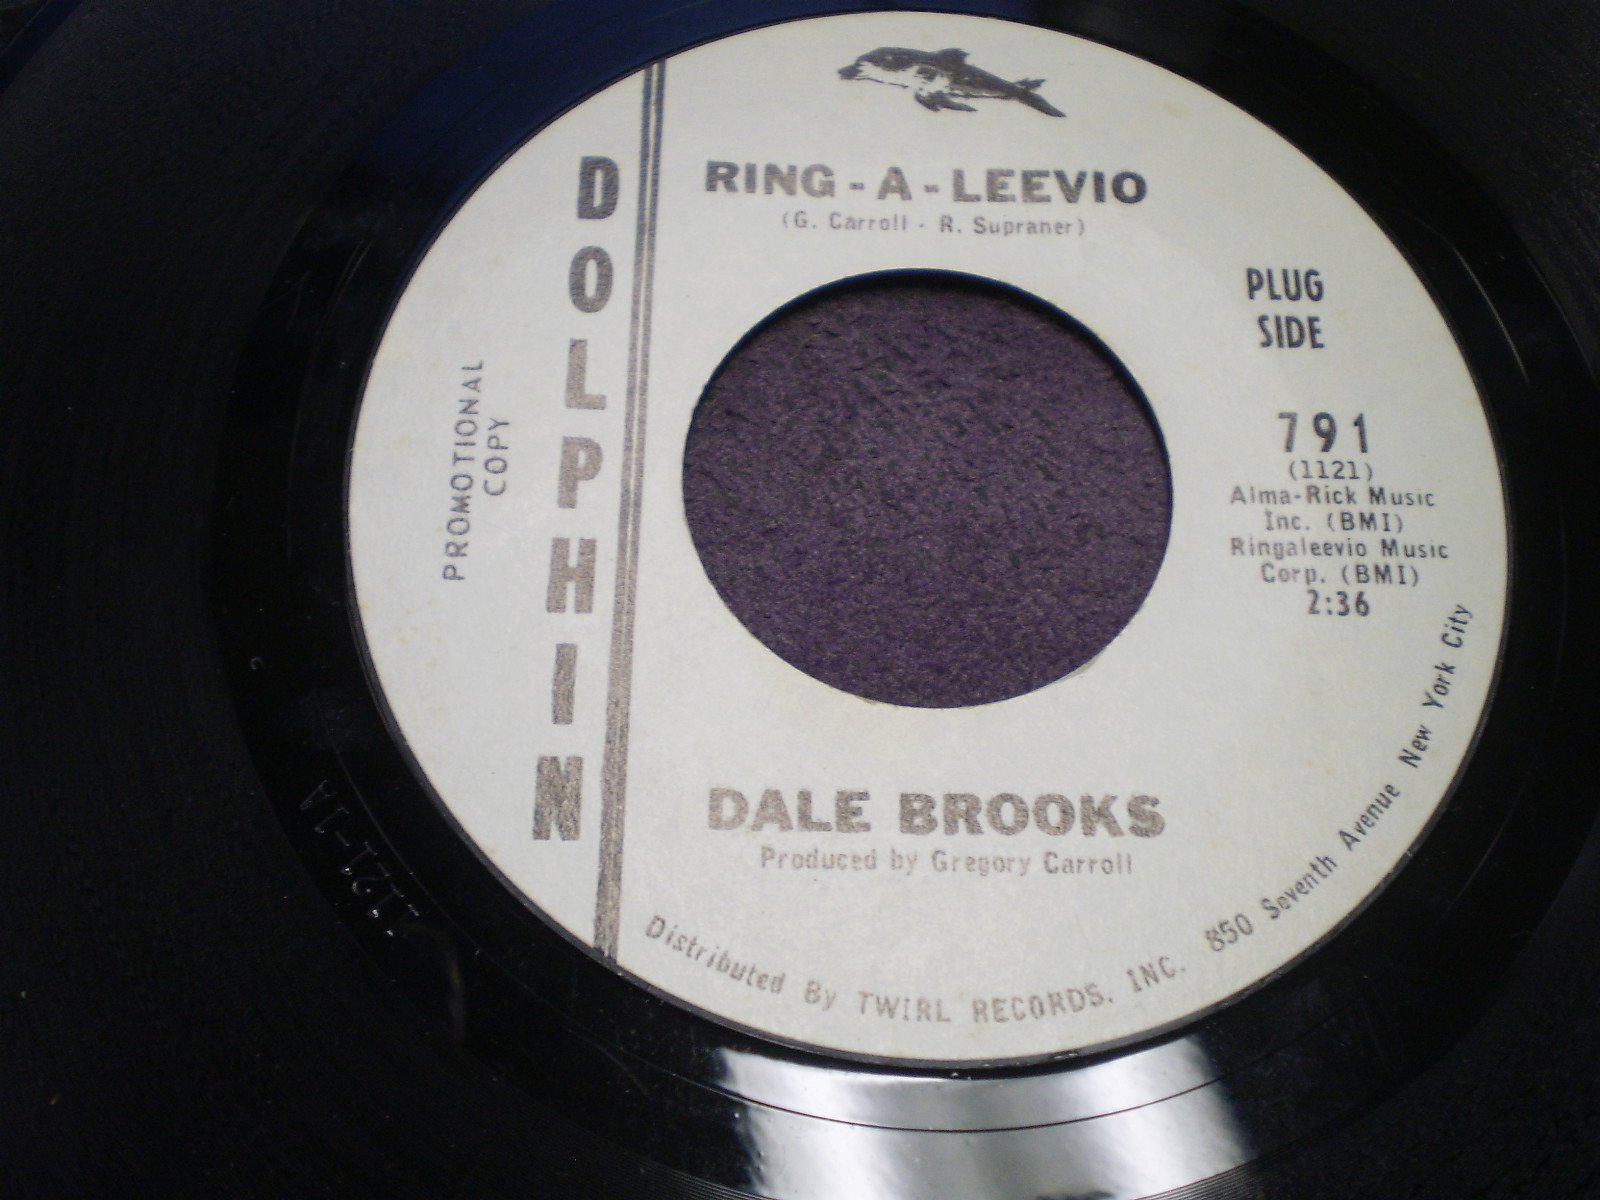 DOLPHIN
PROMOTIONAL
COPY
RING-A-LEEVIO
(G. Carroll - R. Supraner)
PLUG
SIDE
791
(1121)
Alma-Rick Music
Inc. (BMI)
Ringaleevio Music
Corp. (BMI)
2:36
DALE BROOKS
Produced by Gregory Carroll
Distributed By TWIRL RECORDS, INC. 850 Seventh Avenue New York City
1121-1A